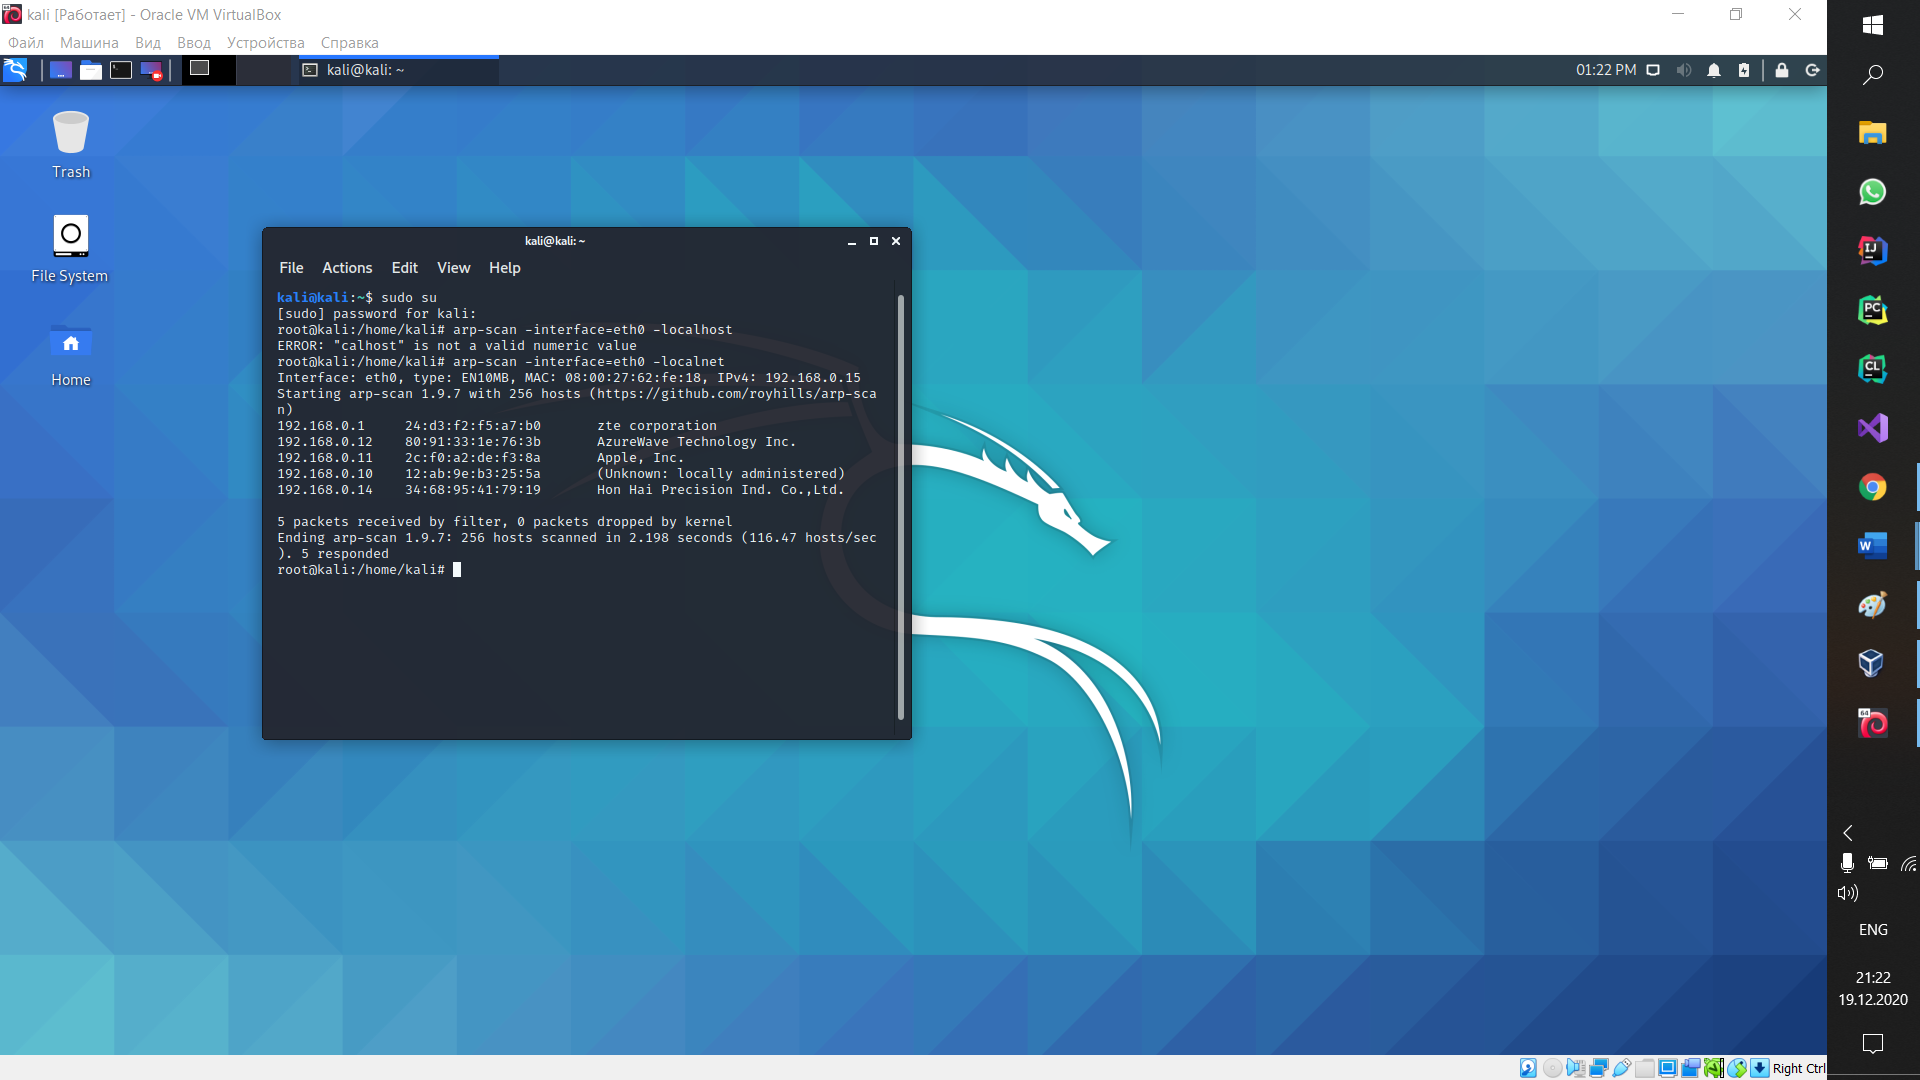 kali [Работает] - Oracle VM VirtualBox
Файл Машина Вид Ввод Устройства Справка
kali@kali: ~
01:22 PM
Trash
File System
Home
kali@kali: ~
File Actions Edit View Help
kali@kali:~$ sudo su
[sudo] password for kali:
root@kali:/home/kali# arp-scan -interface=eth0 -localhost
ERROR: "calhost" is not a valid numeric value
root@kali:/home/kali# arp-scan -interface=eth0 -localnet
Interface: eth0, type: EN10MB, MAC: 08:00:27:62:fe:18, IPv4: 192.168.0.15
Starting arp-scan 1.9.7 with 256 hosts (https://github.com/royhills/arp-sca
n)
192.168.0.1 24:d3:f2:f5:a7:b0 zte corporation
192.168.0.12 80:91:33:1e:76:3b AzureWave Technology Inc.
192.168.0.11 2c:f0:a2:de:f3:8a Apple, Inc.
192.168.0.10 12:ab:9e:b3:25:5a (Unknown: locally administered)
192.168.0.14 34:68:95:41:79:19 Hon Hai Precision Ind. Co.,Ltd.
5 packets received by filter, 0 packets dropped by kernel
Ending arp-scan 1.9.7: 256 hosts scanned in 2.198 seconds (116.47 hosts/sec
). 5 responded
root@kali:/home/kali#
IJ
PC
CL
W
64
ENG
21:22
19.12.2020
Right Ctrl